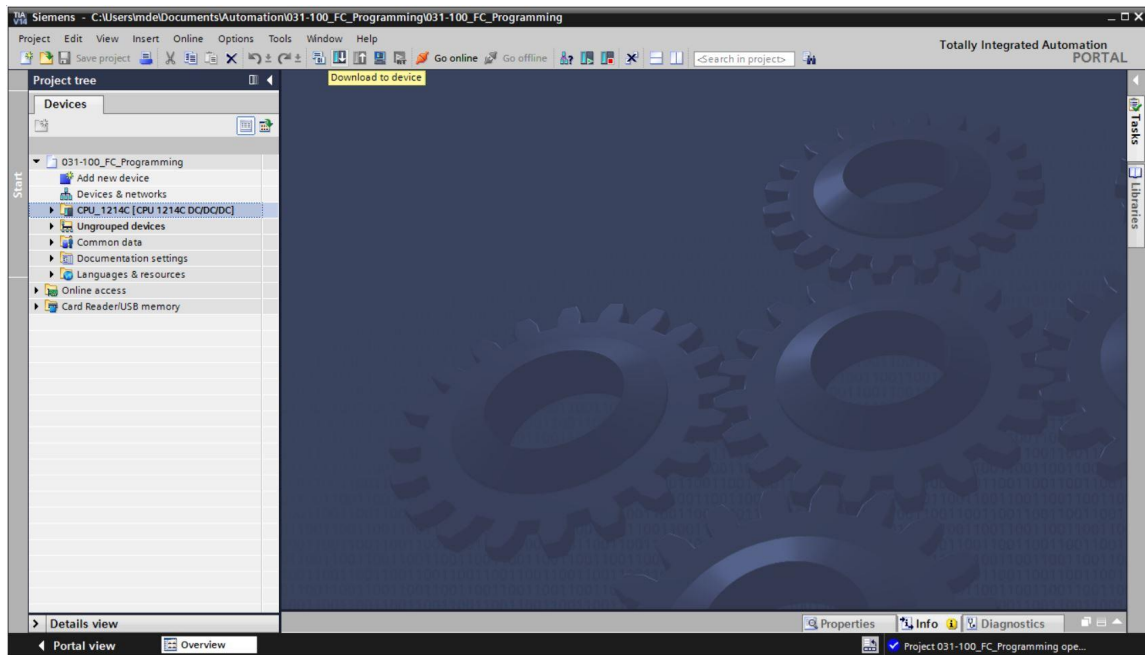 TIA V14 Siemens - C:\Users\mde\Documents\Automation\031-100_FC_Programming\031-100_FC_Programming
Project Edit View Insert Online Options Tools Window Help
Totally Integrated Automation
PORTAL
Save project Go online Go offline <Search in project>
Download to device
Project tree
Devices
Start
031-100_FC_Programming
Add new device
Devices & networks
CPU_1214C [CPU 1214C DC/DC/DC]
Ungrouped devices
Common data
Documentation settings
Languages & resources
Online access
Card Reader/USB memory
Tasks
Libraries
Details view
Properties Info Diagnostics
Portal view Overview Project 031-100_FC_Programming ope...